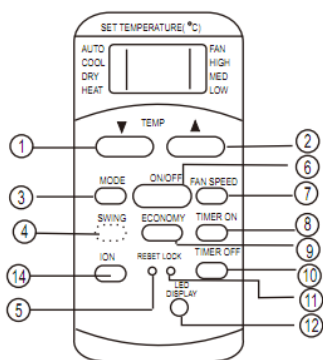 SET TEMPERATURE(°C)
AUTO FAN
COOL HIGH
DRY MED
HEAT LOW
TEMP
1 ▼ ▲ 2
6
MODE ON/OFF FAN SPEED
3 7
SWING ECONOMY TIMER ON
4 8
9
ION RESET LOCK TIMER OFF
14 10
LED
DISPLAY
5 11
12